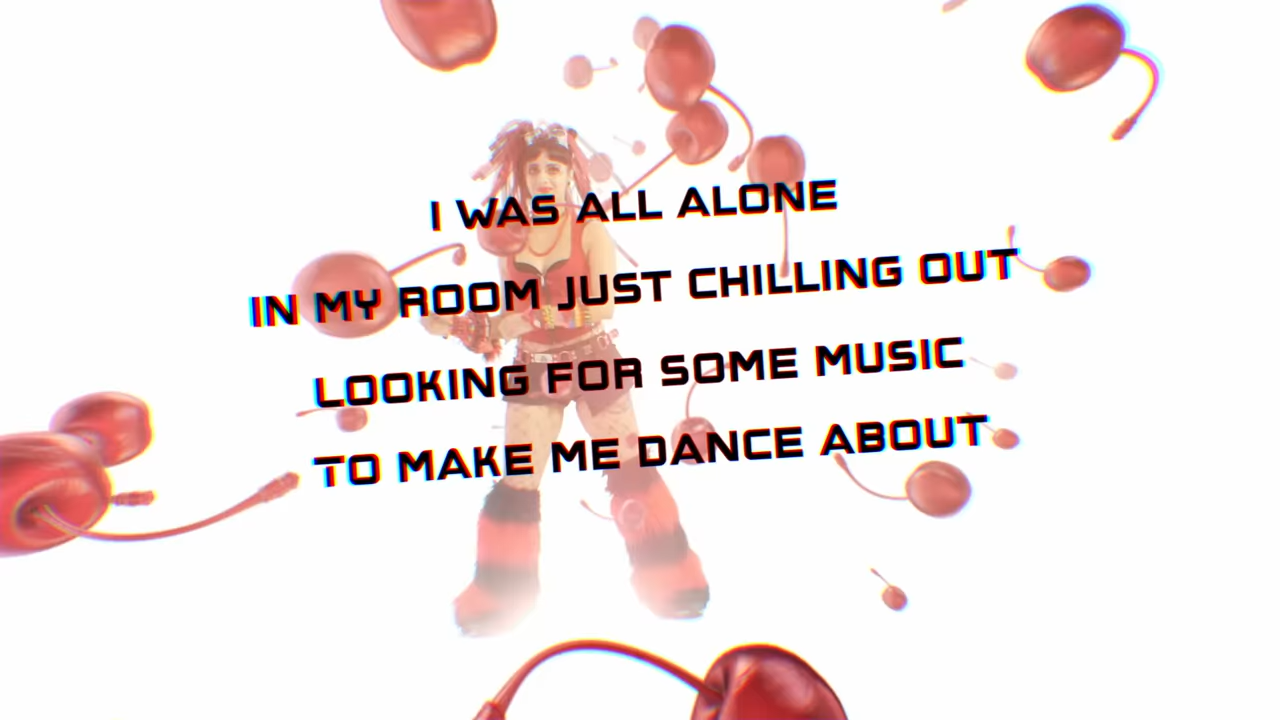 I WAS ALL ALONE
IN MY ROOM JUST CHILLING OUT
LOOKING FOR SOME MUSIC
TO MAKE ME DANCE ABOUT